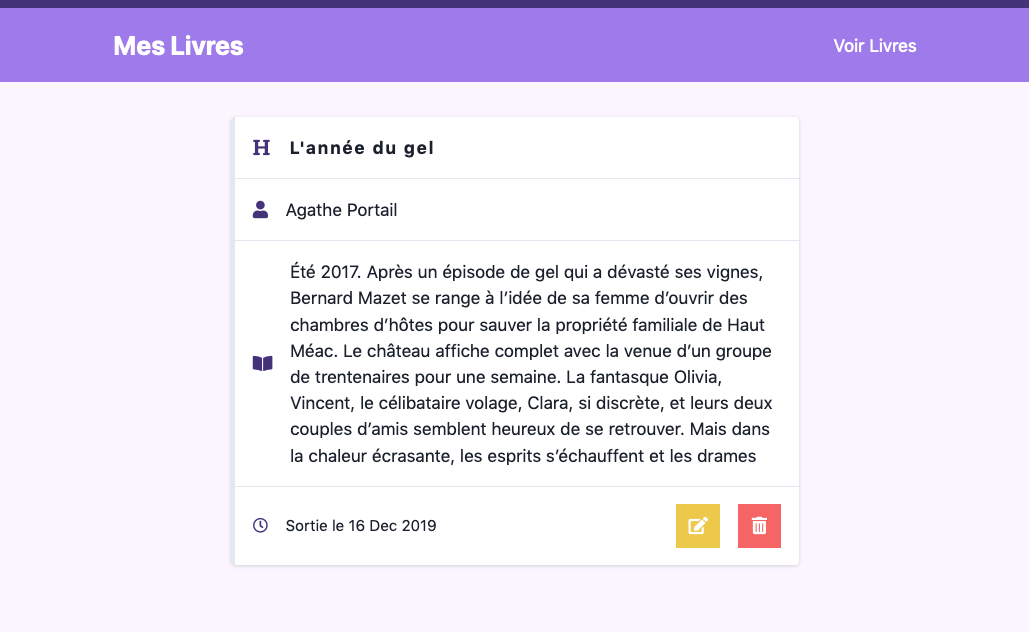 Mes Livres
Voir Livres
L'année du gel
Agathe Portail
Été 2017. Après un épisode de gel qui a dévasté ses vignes,
Bernard Mazet se range à l’idée de sa femme d’ouvrir des
chambres d’hôtes pour sauver la propriété familiale de Haut
Méac. Le château affiche complet avec la venue d’un groupe
de trentenaires pour une semaine. La fantasque Olivia,
Vincent, le célibataire volage, Clara, si discrète, et leurs deux
couples d’amis semblent heureux de se retrouver. Mais dans
la chaleur écrasante, les esprits s’échauffent et les drames
Sortie le 16 Dec 2019